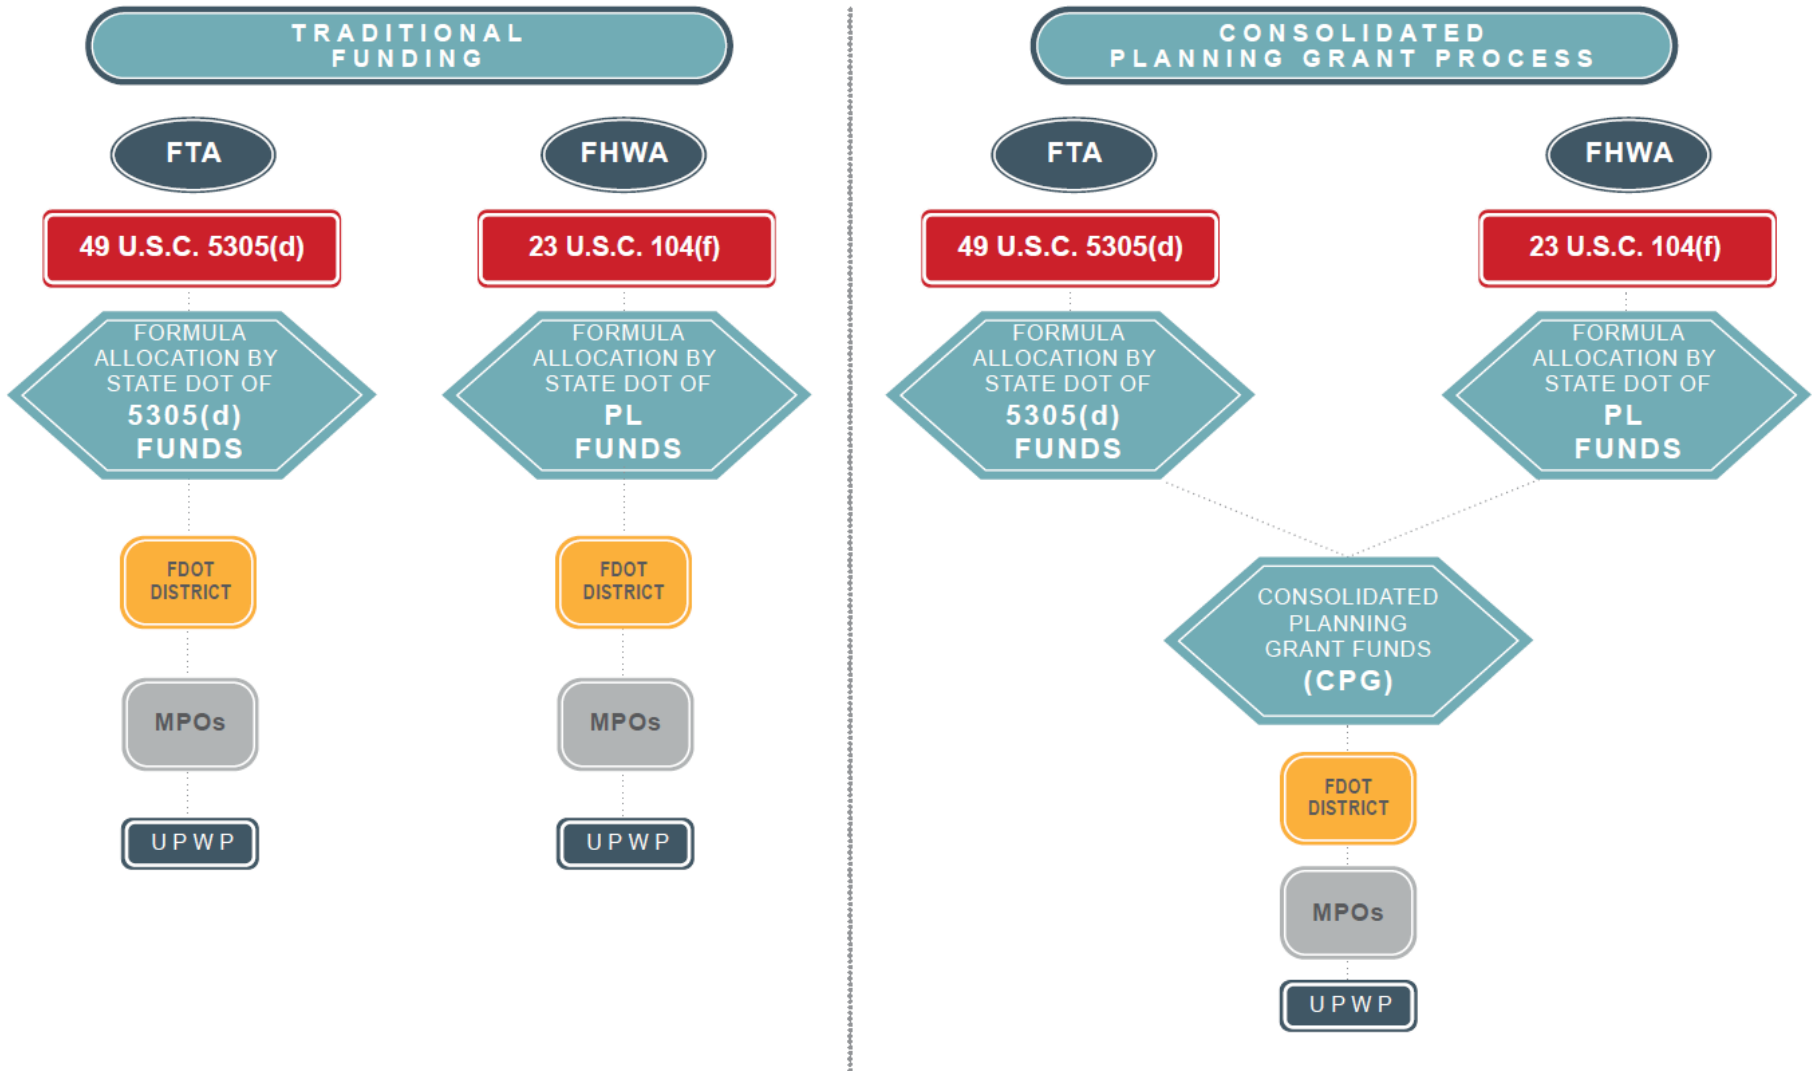 TRADITIONAL
FUNDING
FTA
FHWA
49 U.S.C. 5305(d)
23 U.S.C. 104(f)
FORMULA
ALLOCATION BY
STATE DOT OF
5305(d)
FUNDS
FORMULA
ALLOCATION BY
STATE DOT OF
PL
FUNDS
FDOT
DISTRICT
FDOT
DISTRICT
MPOs
MPOs
UPWP
UPWP
CONSOLIDATED
PLANNING GRANT PROCESS
FTA
FHWA
49 U.S.C. 5305(d)
23 U.S.C. 104(f)
FORMULA
ALLOCATION BY
STATE DOT OF
5305(d)
FUNDS
FORMULA
ALLOCATION BY
STATE DOT OF
PL
FUNDS
CONSOLIDATED
PLANNING
GRANT FUNDS
(CPG)
FDOT
DISTRICT
MPOs
UPWP